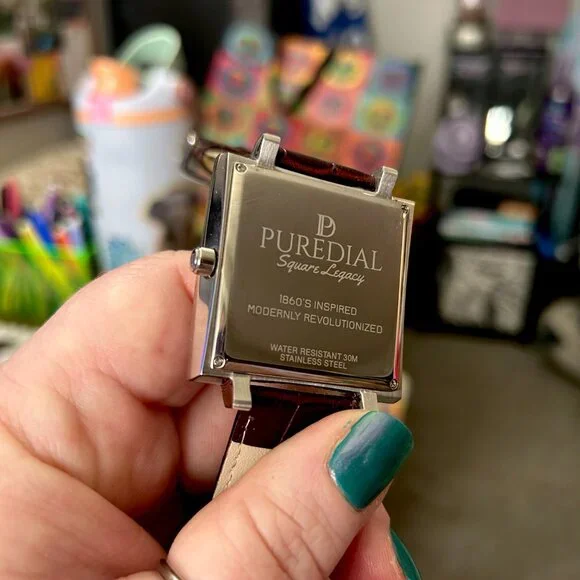 PD
PUREDIAL
Square Legacy
1860'S INSPIRED
MODERNLY REVOLUTIONIZED
WATER RESISTANT 30M
STAINLESS STEEL